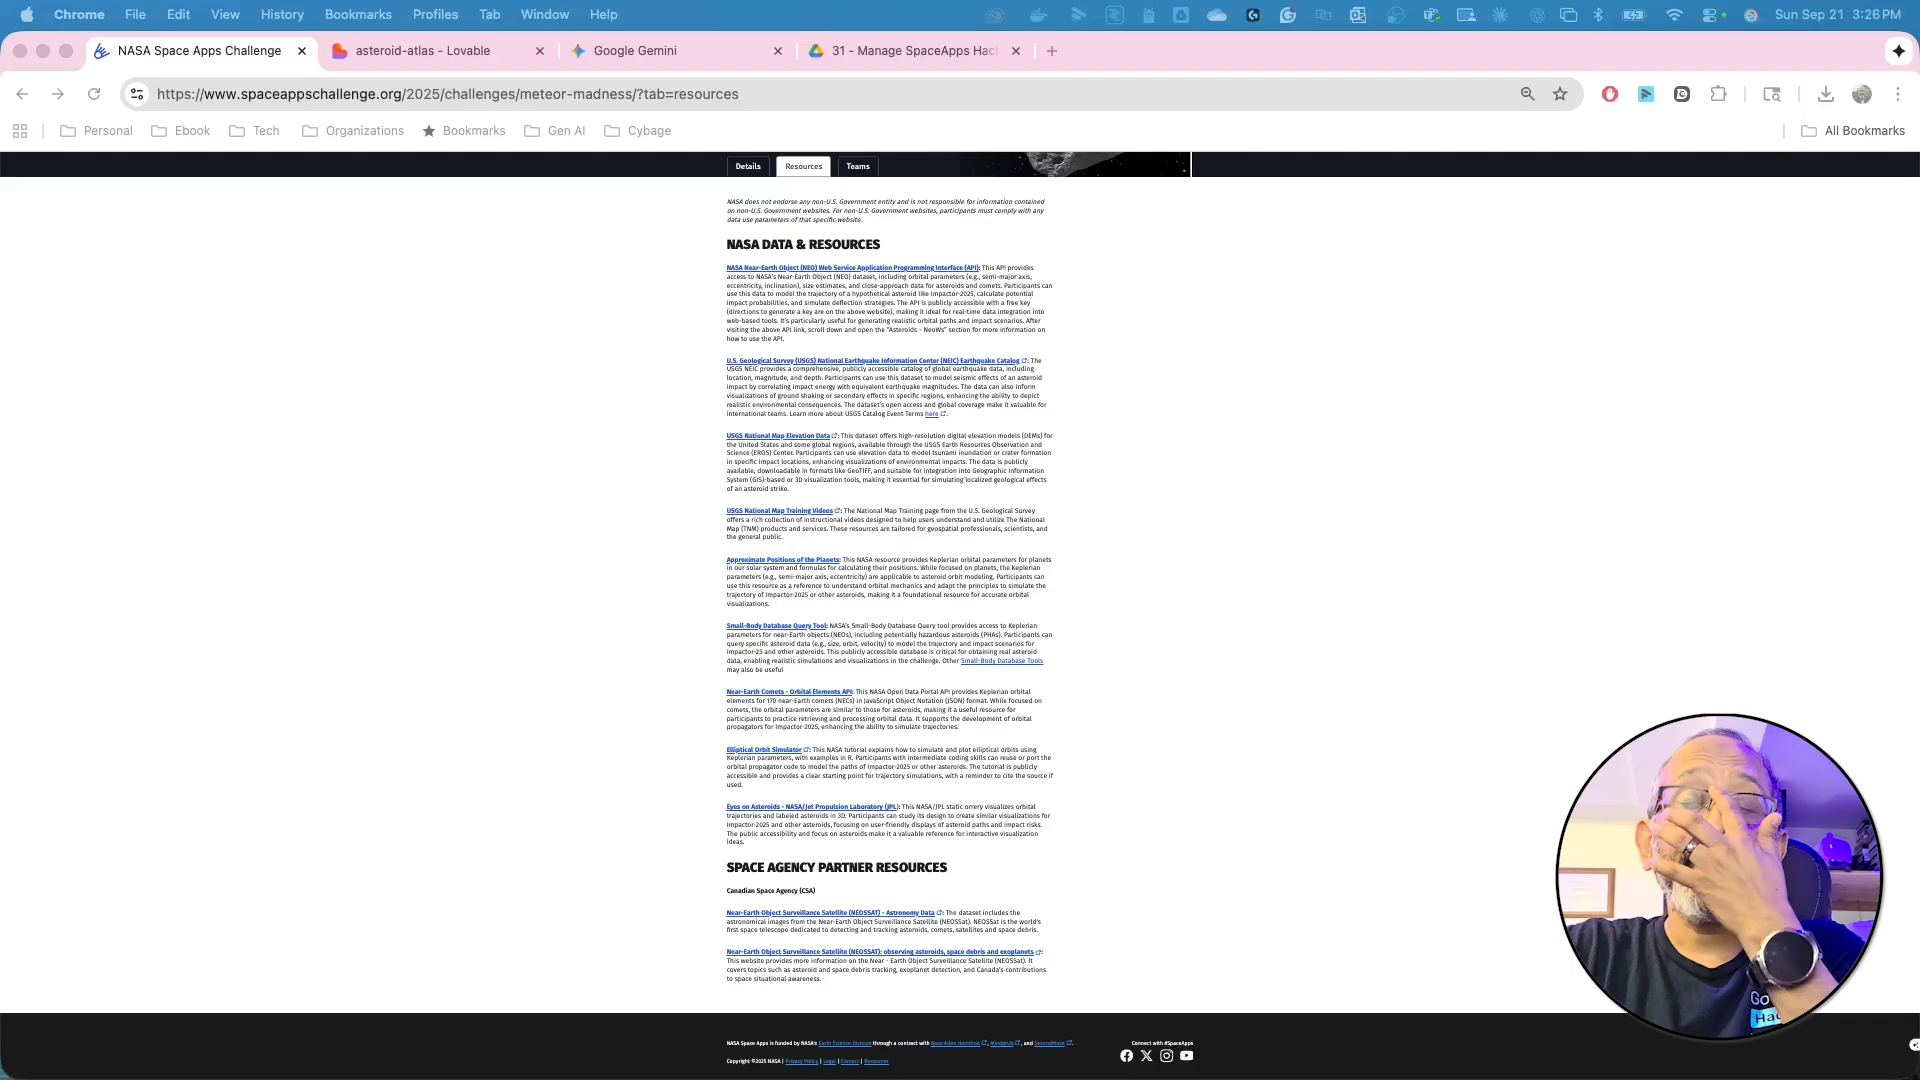 Chrome File Edit View History Bookmarks Profiles Tab Window Help Sun Sep 21 3:26 PM
NASA Space Apps Challenge asteroid-atlas - Lovable Google Gemini 31 - Manage SpaceApps Hac
https://www.spaceappschallenge.org/2025/challenges/meteor-madness/?tab=resources
Personal Ebook Tech Organizations Bookmarks Gen AI Cybage All Bookmarks
Details Resources Teams
NASA does not endorse any non-U.S. Government entity and is not responsible for information contained
on non-U.S. Government websites. For non-U.S. Government websites, participants must comply with any
data use parameters of that specific website.
NASA DATA & RESOURCES
NASA Near-Earth Object (NEO) Web Service Application Programming Interface (API): This API provides
access to NASA's Near-Earth Object (NEO) dataset, including orbital parameters (e.g., semi-major axis,
eccentricity, inclination), size estimates, and close-approach data for asteroids and comets. Participants can
use this data to model the trajectory of a hypothetical asteroid like Impactor-2025, calculate potential
impact probabilities, and simulate deflection strategies. The API is publicly accessible with a free key
(directions to generate a key are on the above website), making it ideal for real-time data integration into
web-based tools. It's particularly useful for generating realistic orbital paths and impact scenarios. After
visiting the above API link, scroll down and open the "Asteroids - NeoWs" section for more information on
how to use the API.
U.S. Geological Survey (USGS) National Earthquake Information Center (NEIC) Earthquake Catalog : The
USGS NEIC provides a comprehensive, publicly accessible catalog of global earthquake data, including
location, magnitude, and depth. Participants can use this dataset to model seismic effects of an asteroid
impact by correlating impact energy with equivalent earthquake magnitudes. The data can also inform
visualizations of ground shaking or secondary effects in specific regions, enhancing the ability to depict
realistic environmental consequences. The dataset's open access and global coverage make it valuable for
international teams. Learn more about USGS Catalog Event Terms here .
USGS National Map Elevation Data : This dataset offers high-resolution digital elevation models (DEMs) for
the United States and some global regions, available through the USGS Earth Resources Observation and
Science (EROS) Center. Participants can use elevation data to model tsunami inundation or crater formation
in specific impact locations, enhancing visualizations of environmental impacts. The data is publicly
available, downloadable in formats like GeoTIFF, and suitable for integration into Geographic Information
System (GIS)-based or 3D visualization tools, making it essential for simulating localized geological effects
of an asteroid strike.
USGS National Map Training Videos : The National Map Training page from the U.S. Geological Survey
offers a rich collection of instructional videos designed to help users understand and utilize The National
Map (TNM) products and services. These resources are tailored for geospatial professionals, scientists, and
the general public.
Approximate Positions of the Planets: This NASA resource provides Keplerian orbital parameters for planets
in our solar system and formulas for calculating their positions. While focused on planets, the Keplerian
parameters (e.g., semi-major axis, eccentricity) are applicable to asteroid orbit modeling. Participants can
use this resource as a reference to understand orbital mechanics and adapt the principles to simulate the
trajectory of Impactor-2025 or other asteroids, making it a foundational resource for accurate orbital
visualizations.
Small-Body Database Query Tool: NASA's Small-Body Database Query tool provides access to Keplerian
parameters for near-Earth objects (NEOs), including potentially hazardous asteroids (PHAs). Participants can
query specific asteroid data (e.g., size, orbit, velocity) to model the trajectory and impact scenarios for
Impactor-25 and other asteroids. This publicly accessible database is critical for obtaining real asteroid
data, enabling realistic simulations and visualizations in the challenge. Other Small-Body Database Tools
may also be useful
Near-Earth Comets - Orbital Elements API: This NASA Open Data Portal API provides Keplerian orbital
elements for 170 near-Earth comets (NECs) in JavaScript Object Notation (JSON) format. While focused on
comets, the orbital parameters are similar to those for asteroids, making it a useful resource for
participants to practice retrieving and processing orbital data. It supports the development of orbital
propagators for Impactor-2025, enhancing the ability to simulate trajectories.
Elliptical Orbit Simulator : This NASA tutorial explains how to simulate and plot elliptical orbits using
Keplerian parameters, with examples in R. Participants with intermediate coding skills can reuse or port the
orbital propagator code to model the paths of Impactor-2025 or other asteroids. The tutorial is publicly
accessible and provides a clear starting point for trajectory simulations, with a reminder to cite the source if
used.
Eyes on Asteroids - NASA/Jet Propulsion Laboratory (JPL): This NASA/JPL static orrery visualizes orbital
trajectories and labeled asteroids in 3D. Participants can study its design to create similar visualizations for
Impactor-2025 and other asteroids, focusing on user-friendly displays of asteroid paths and impact risks.
The public accessibility and focus on asteroids make it a valuable reference for interactive visualization
ideas.
SPACE AGENCY PARTNER RESOURCES
Canadian Space Agency (CSA)
Near-Earth Object Surveillance Satellite (NEOSSAT) - Astronomy Data : The dataset includes the
astronomical images from the Near-Earth Object Surveillance Satellite (NEOSSat). NEOSSat is the world's
first space telescope dedicated to detecting and tracking asteroids, comets, satellites and space debris.
Near-Earth Object Surveillance Satellite (NEOSSAT): observing asteroids, space debris and exoplanets :
This website provides more information on the Near - Earth Object Surveillance Satellite (NEOSSat). It
covers topics such as asteroid and space debris tracking, exoplanet detection, and Canada's contributions
to space situational awareness.
Go
Hac
NASA Space Apps is funded by NASA's Earth Science Division through a contract with Booz Allen Hamilton , Mindgrub , and SecondMuse .
Connect with #SpaceApps
Copyright ©2025 NASA | Privacy Policy | Legal | Contact | Resources